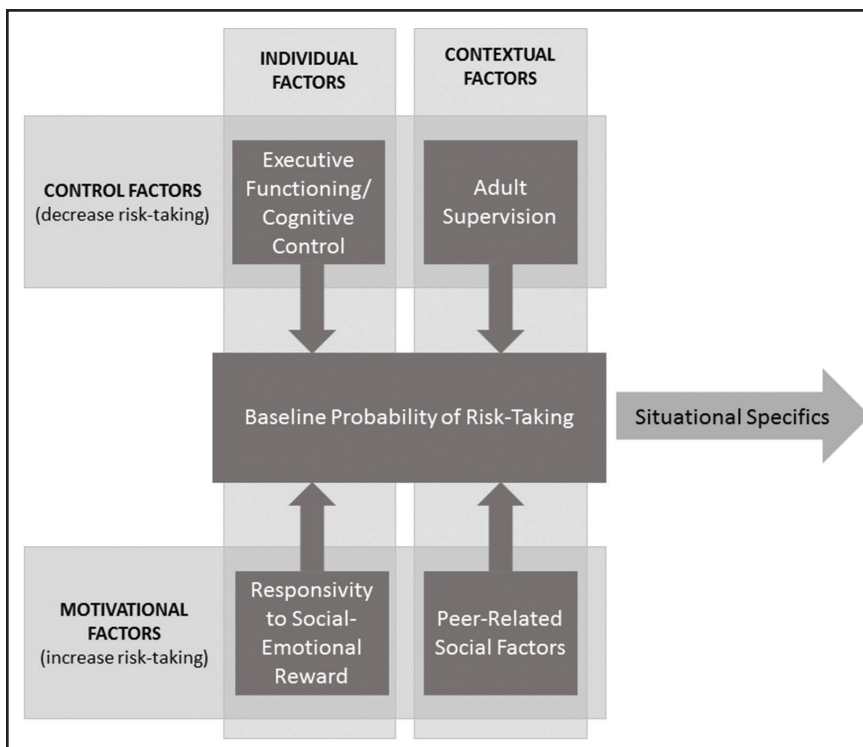 INDIVIDUAL
FACTORS
CONTEXTUAL
FACTORS
CONTROL FACTORS
(decrease risk-taking)
Executive
Functioning/
Cognitive
Control
Adult
Supervision
Baseline Probability of Risk-Taking
Situational Specifics
MOTIVATIONAL
FACTORS
(increase risk-taking)
Responsivity
to Social-
Emotional
Reward
Peer-Related
Social Factors